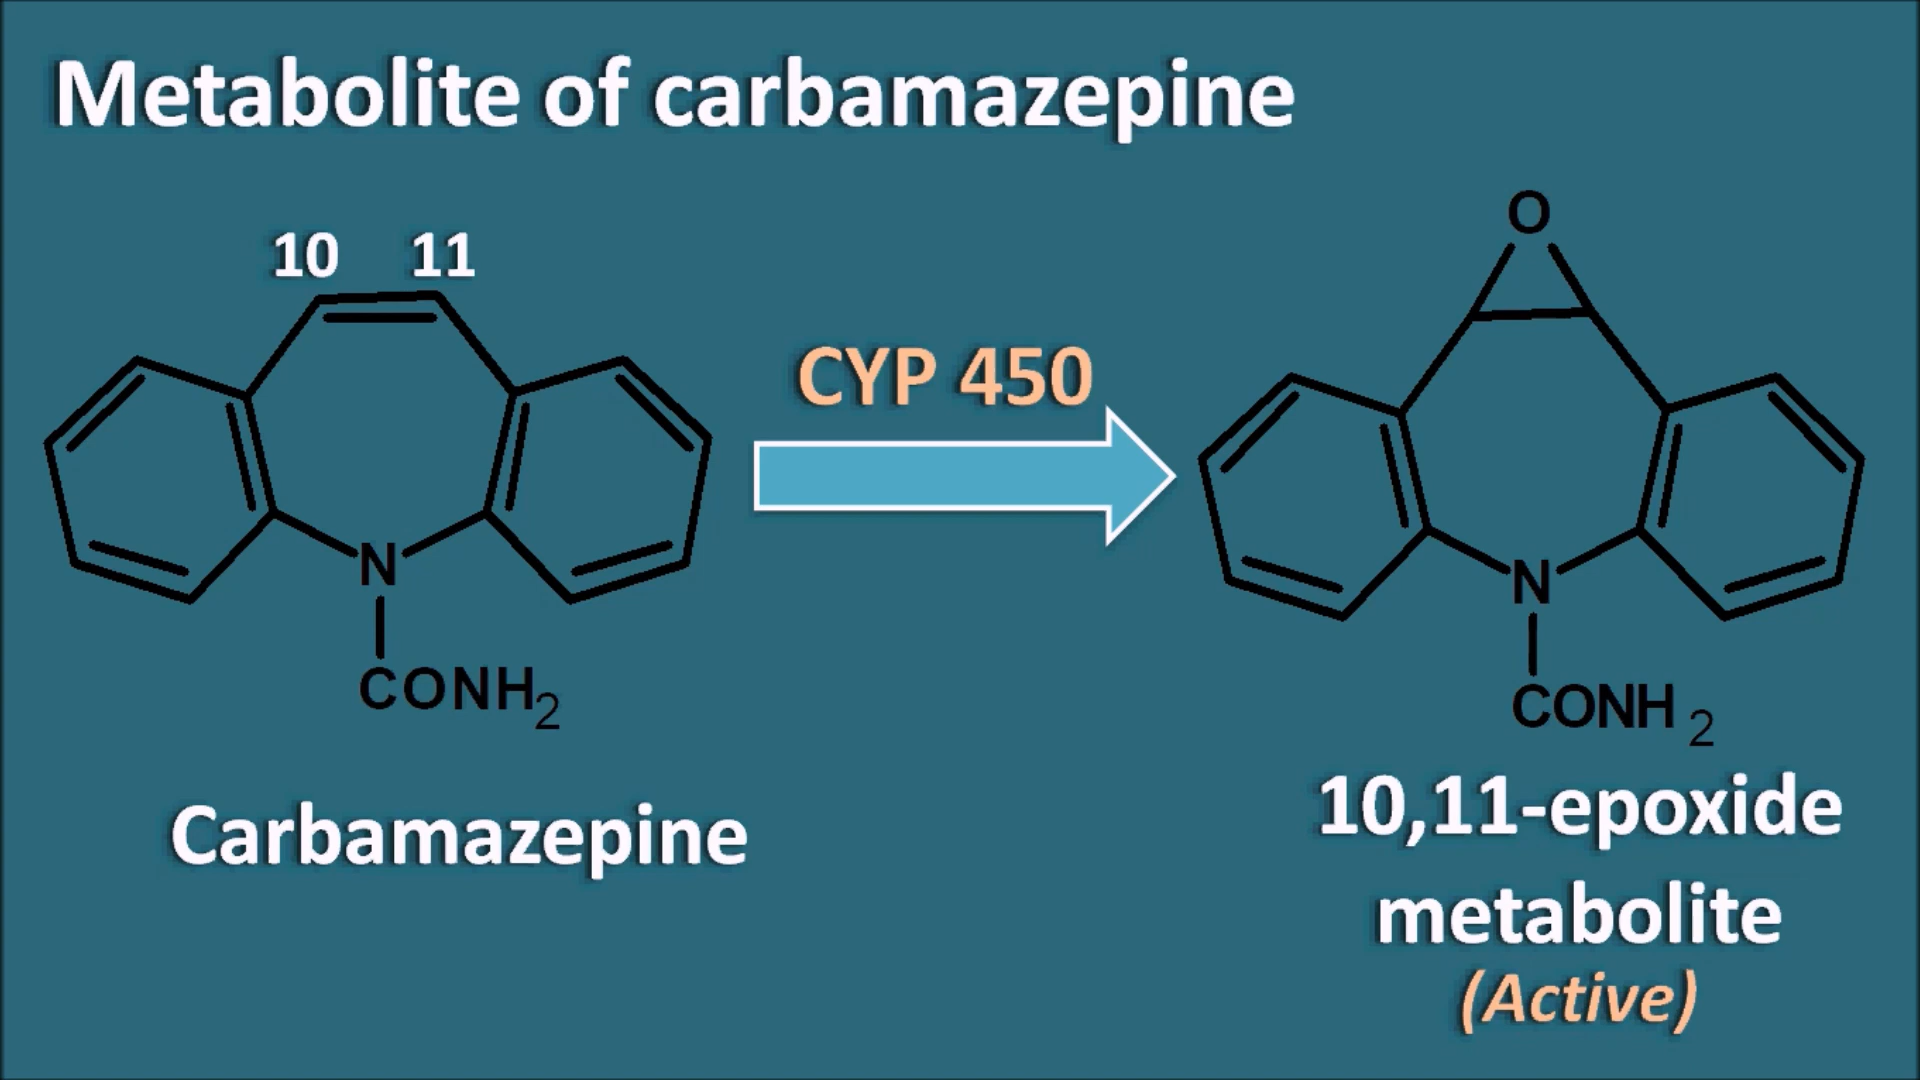 Metabolite of carbamazepine
10 11
O
CYP 450
N
N
CONH2
CONH2
Carbamazepine
10,11-epoxide
metabolite
(Active)